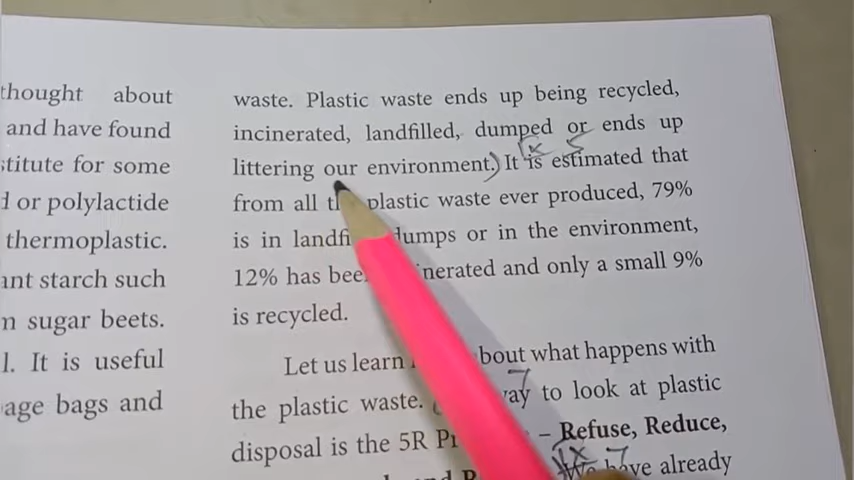 thought about
and have found
stitute for some
d or polylactide
thermoplastic.
ant starch such
n sugar beets.
l. It is useful
age bags and
waste. Plastic waste ends up being recycled,
incinerated, landfilled, dumped or ends up
littering our environment.) It is estimated that
from all plastic waste ever produced, 79%
is in dumps or in the environment,
12% has and only a small 9%
is recycled.
Let us learn about what happens with
the plastic waste. to look at plastic
disposal is the 5R – Refuse, Reduce,
We have already